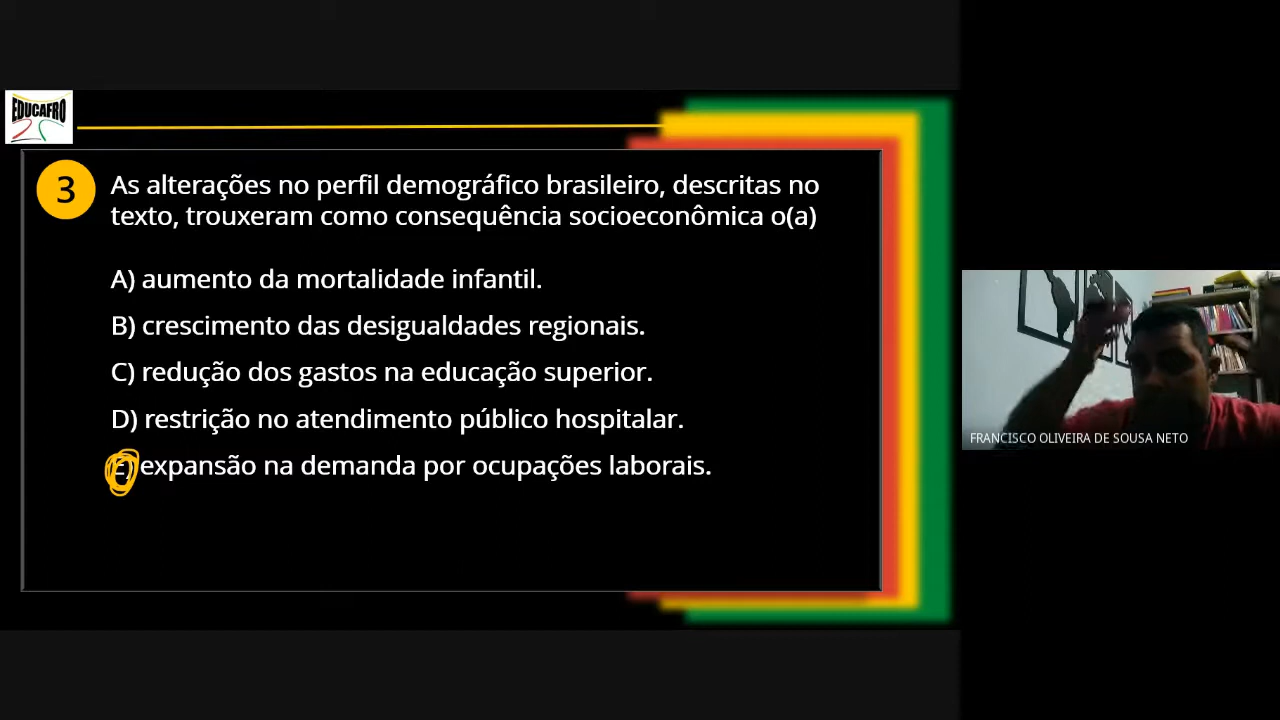 EDUCAFRO
3
As alterações no perfil demográfico brasileiro, descritas no
texto, trouxeram como consequência socioeconômica o(a)
A) aumento da mortalidade infantil.
B) crescimento das desigualdades regionais.
C) redução dos gastos na educação superior.
D) restrição no atendimento público hospitalar.
E) expansão na demanda por ocupações laborais.
FRANCISCO OLIVEIRA DE SOUSA NETO